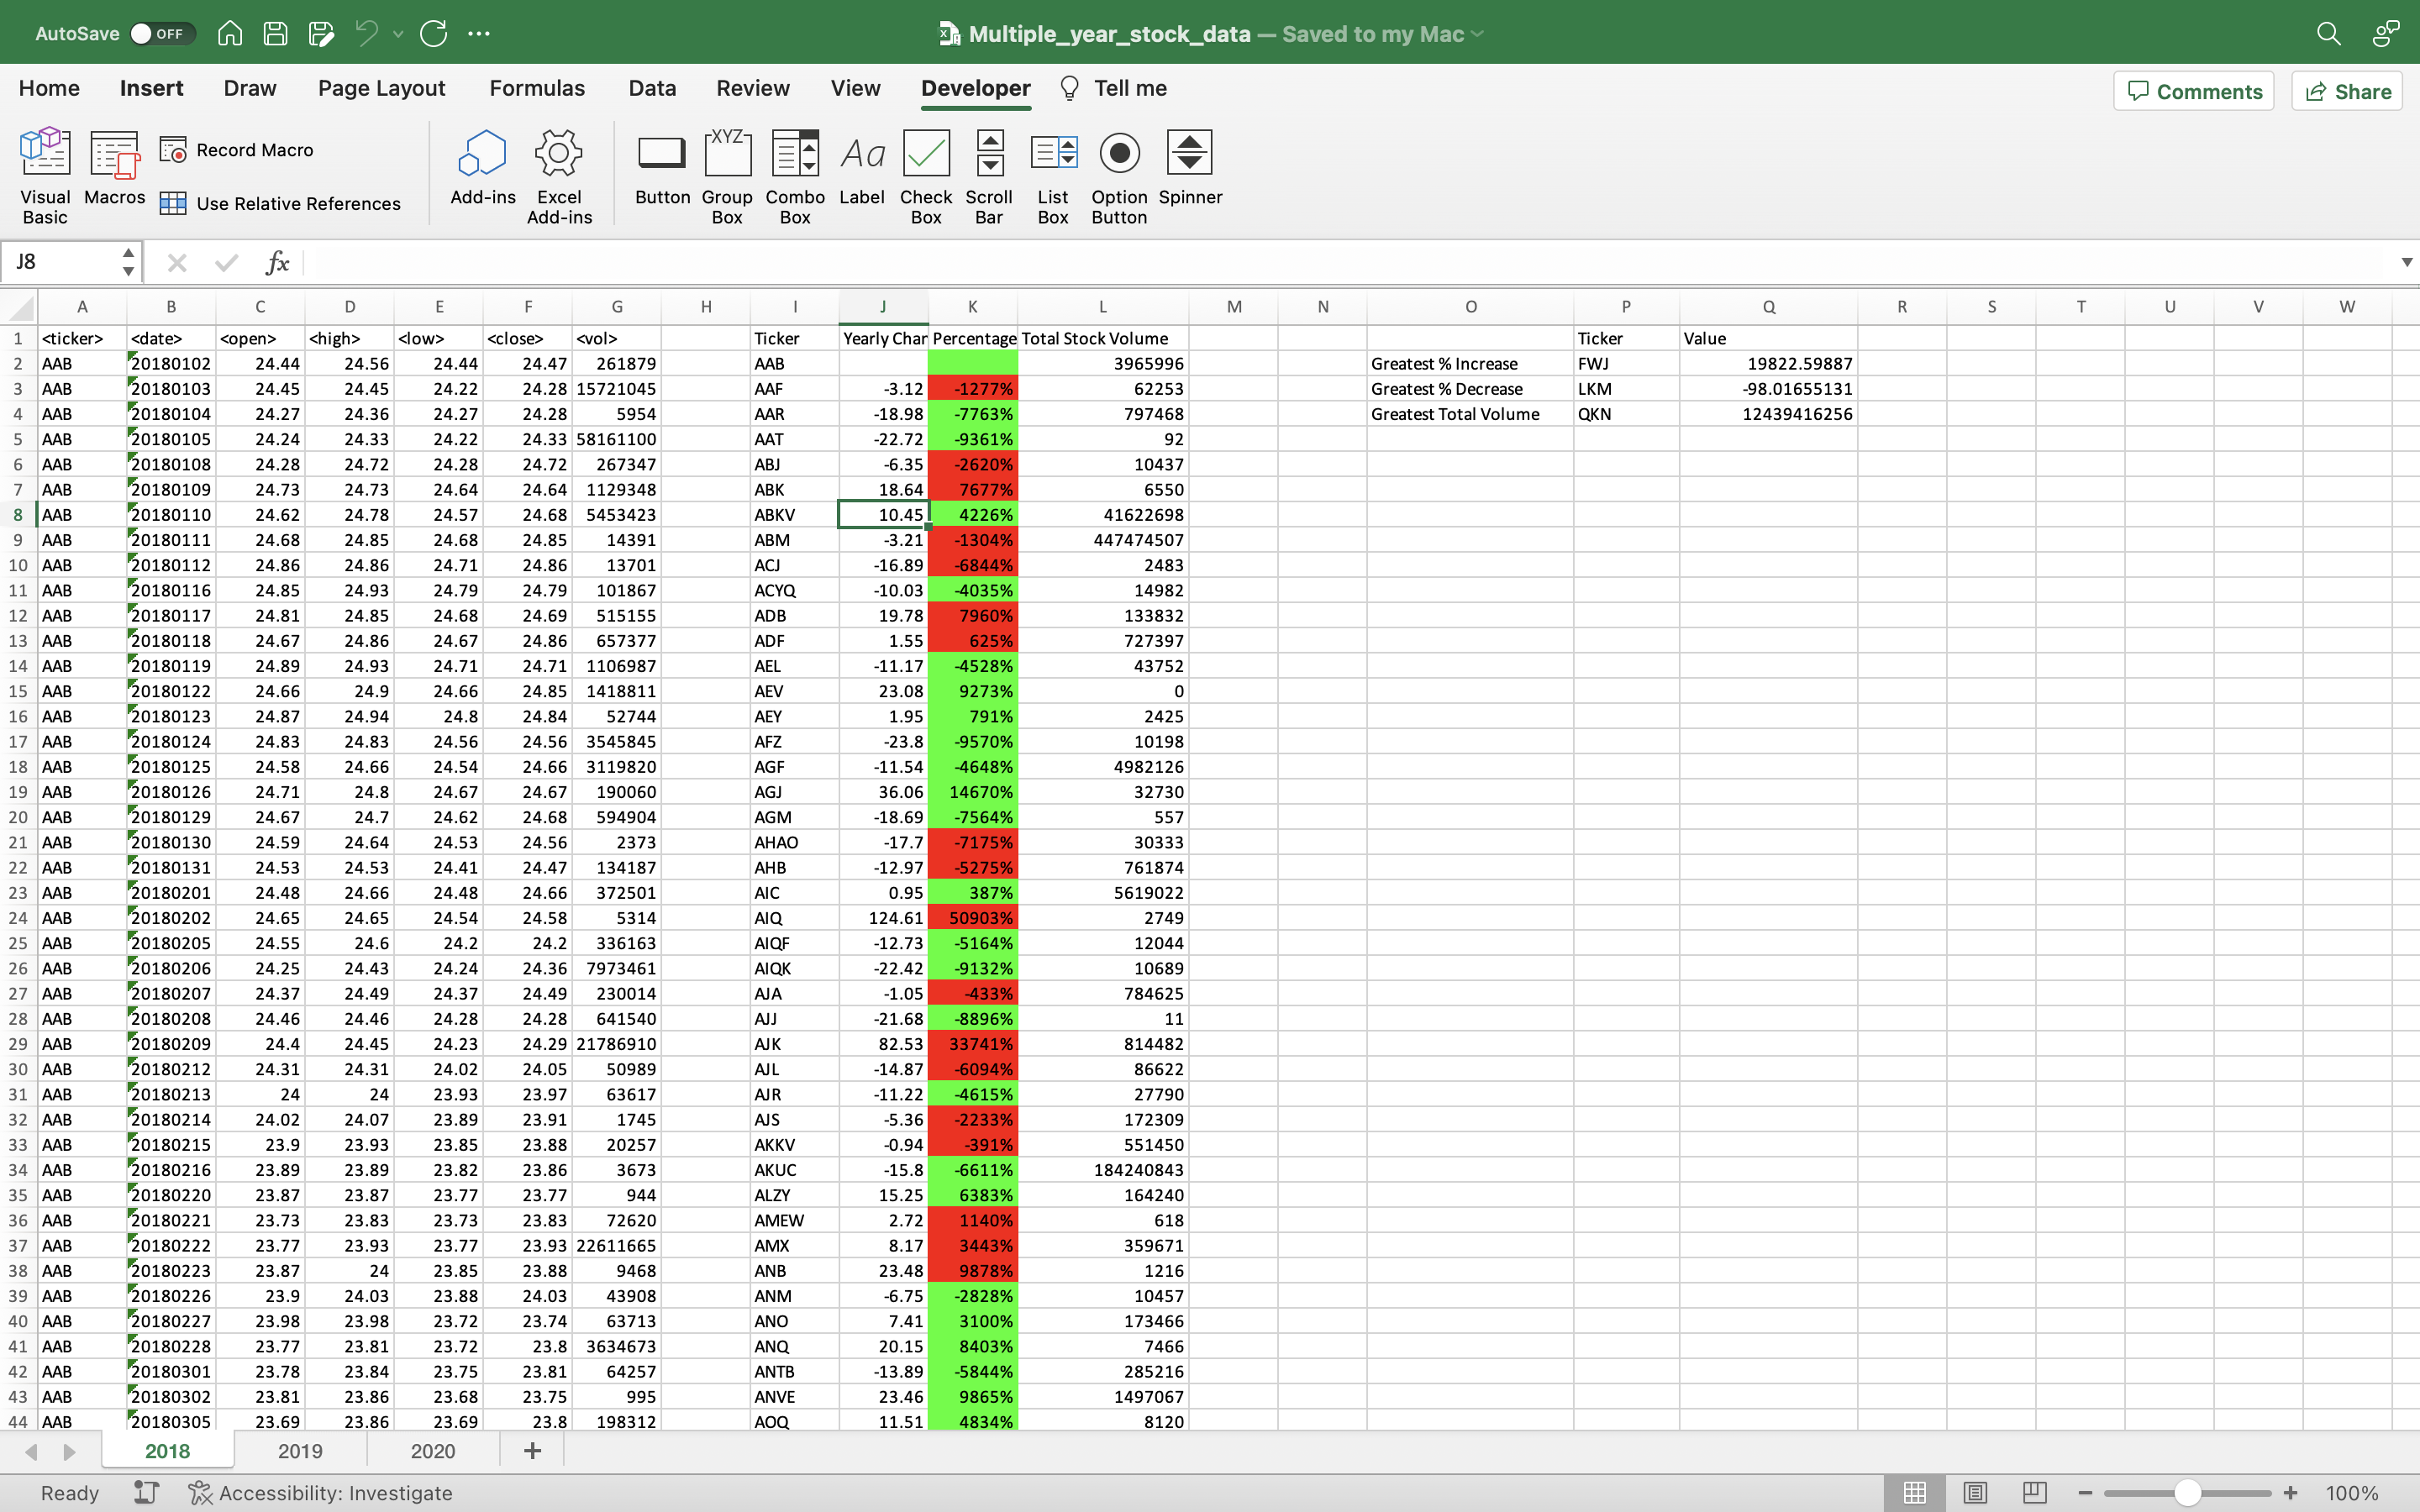 AutoSave OFF ••• Multiple_year_stock_data — Saved to my Mac
Home Insert Draw Page Layout Formulas Data Review View Developer Tell me Comments Share
Visual Basic Macros Record Macro Use Relative References Add-ins Excel Add-ins XYZ Aa Button Group Box Combo Box Label Check Box Scroll Bar List Box Option Button Spinner
J8 fx
A B C D E F G H I J K L M N O P Q R S T U V W
1 <ticker> <date> <open> <high> <low> <close> <vol> Ticker Yearly Char Percentage Total Stock Volume Ticker Value
2 AAB 20180102 24.44 24.56 24.44 24.47 261879 AAB 3965996 Greatest % Increase FWJ 19822.59887
3 AAB 20180103 24.45 24.45 24.22 24.28 15721045 AAF -3.12 -1277% 62253 Greatest % Decrease LKM -98.01655131
4 AAB 20180104 24.27 24.36 24.27 24.28 5954 AAR -18.98 -7763% 797468 Greatest Total Volume QKN 12439416256
5 AAB 20180105 24.24 24.33 24.22 24.33 58161100 AAT -22.72 -9361% 92
6 AAB 20180108 24.28 24.72 24.28 24.72 267347 ABJ -6.35 -2620% 10437
7 AAB 20180109 24.73 24.73 24.64 24.64 1129348 ABK 18.64 7677% 6550
8 AAB 20180110 24.62 24.78 24.57 24.68 5453423 ABKV 10.45 4226% 41622698
9 AAB 20180111 24.68 24.85 24.68 24.85 14391 ABM -3.21 -1304% 447474507
10 AAB 20180112 24.86 24.86 24.71 24.86 13701 ACJ -16.89 -6844% 2483
11 AAB 20180116 24.85 24.93 24.79 24.79 101867 ACYQ -10.03 -4035% 14982
12 AAB 20180117 24.81 24.85 24.68 24.69 515155 ADB 19.78 7960% 133832
13 AAB 20180118 24.67 24.86 24.67 24.86 657377 ADF 1.55 625% 727397
14 AAB 20180119 24.89 24.93 24.71 24.71 1106987 AEL -11.17 -4528% 43752
15 AAB 20180122 24.66 24.9 24.66 24.85 1418811 AEV 23.08 9273% 0
16 AAB 20180123 24.87 24.94 24.8 24.84 52744 AEY 1.95 791% 2425
17 AAB 20180124 24.83 24.83 24.56 24.56 3545845 AFZ -23.8 -9570% 10198
18 AAB 20180125 24.58 24.66 24.54 24.66 3119820 AGF -11.54 -4648% 4982126
19 AAB 20180126 24.71 24.8 24.67 24.67 190060 AGJ 36.06 14670% 32730
20 AAB 20180129 24.67 24.7 24.62 24.68 594904 AGM -18.69 -7564% 557
21 AAB 20180130 24.59 24.64 24.53 24.56 2373 AHAO -17.7 -7175% 30333
22 AAB 20180131 24.53 24.53 24.41 24.47 134187 AHB -12.97 -5275% 761874
23 AAB 20180201 24.48 24.66 24.48 24.66 372501 AIC 0.95 387% 5619022
24 AAB 20180202 24.65 24.65 24.54 24.58 5314 AIQ 124.61 50903% 2749
25 AAB 20180205 24.55 24.6 24.2 24.2 336163 AIQF -12.73 -5164% 12044
26 AAB 20180206 24.25 24.43 24.24 24.36 7973461 AIQK -22.42 -9132% 10689
27 AAB 20180207 24.37 24.49 24.37 24.49 230014 AJA -1.05 -433% 784625
28 AAB 20180208 24.46 24.46 24.28 24.28 641540 AJJ -21.68 -8896% 11
29 AAB 20180209 24.4 24.45 24.23 24.29 21786910 AJK 82.53 33741% 814482
30 AAB 20180212 24.31 24.31 24.02 24.05 50989 AJL -14.87 -6094% 86622
31 AAB 20180213 24 24 23.93 23.97 63617 AJR -11.22 -4615% 27790
32 AAB 20180214 24.02 24.07 23.89 23.91 1745 AJS -5.36 -2233% 172309
33 AAB 20180215 23.9 23.93 23.85 23.88 20257 AKKV -0.94 -391% 551450
34 AAB 20180216 23.89 23.89 23.82 23.86 3673 AKUC -15.8 -6611% 184240843
35 AAB 20180220 23.87 23.87 23.77 23.77 944 ALZY 15.25 6383% 164240
36 AAB 20180221 23.73 23.83 23.73 23.83 72620 AMEW 2.72 1140% 618
37 AAB 20180222 23.77 23.93 23.77 23.93 22611665 AMX 8.17 3443% 359671
38 AAB 20180223 23.87 24 23.85 23.88 9468 ANB 23.48 9878% 1216
39 AAB 20180226 23.9 24.03 23.88 24.03 43908 ANM -6.75 -2828% 10457
40 AAB 20180227 23.98 23.98 23.72 23.74 63713 ANO 7.41 3100% 173466
41 AAB 20180228 23.77 23.81 23.72 23.8 3634673 ANQ 20.15 8403% 7466
42 AAB 20180301 23.78 23.84 23.75 23.81 64257 ANTB -13.89 -5844% 285216
43 AAB 20180302 23.81 23.86 23.68 23.75 995 ANVE 23.46 9865% 1497067
44 AAB 20180305 23.69 23.86 23.69 23.8 198312 AOQ 11.51 4834% 8120
2018 2019 2020 +
Ready Accessibility: Investigate − + 100%